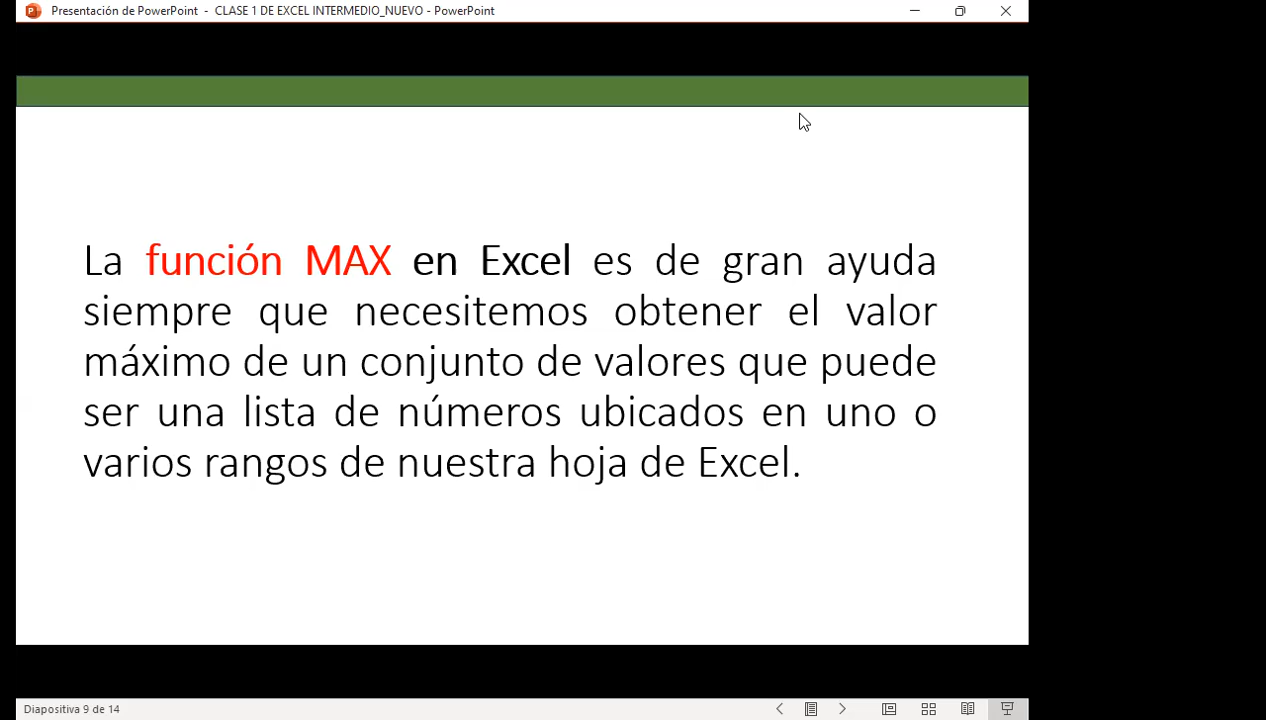 Presentación de PowerPoint - CLASE 1 DE EXCEL INTERMEDIO_NUEVO - PowerPoint
La función MAX en Excel es de gran ayuda
siempre que necesitemos obtener el valor
máximo de un conjunto de valores que puede
ser una lista de números ubicados en uno o
varios rangos de nuestra hoja de Excel.
Diapositiva 9 de 14